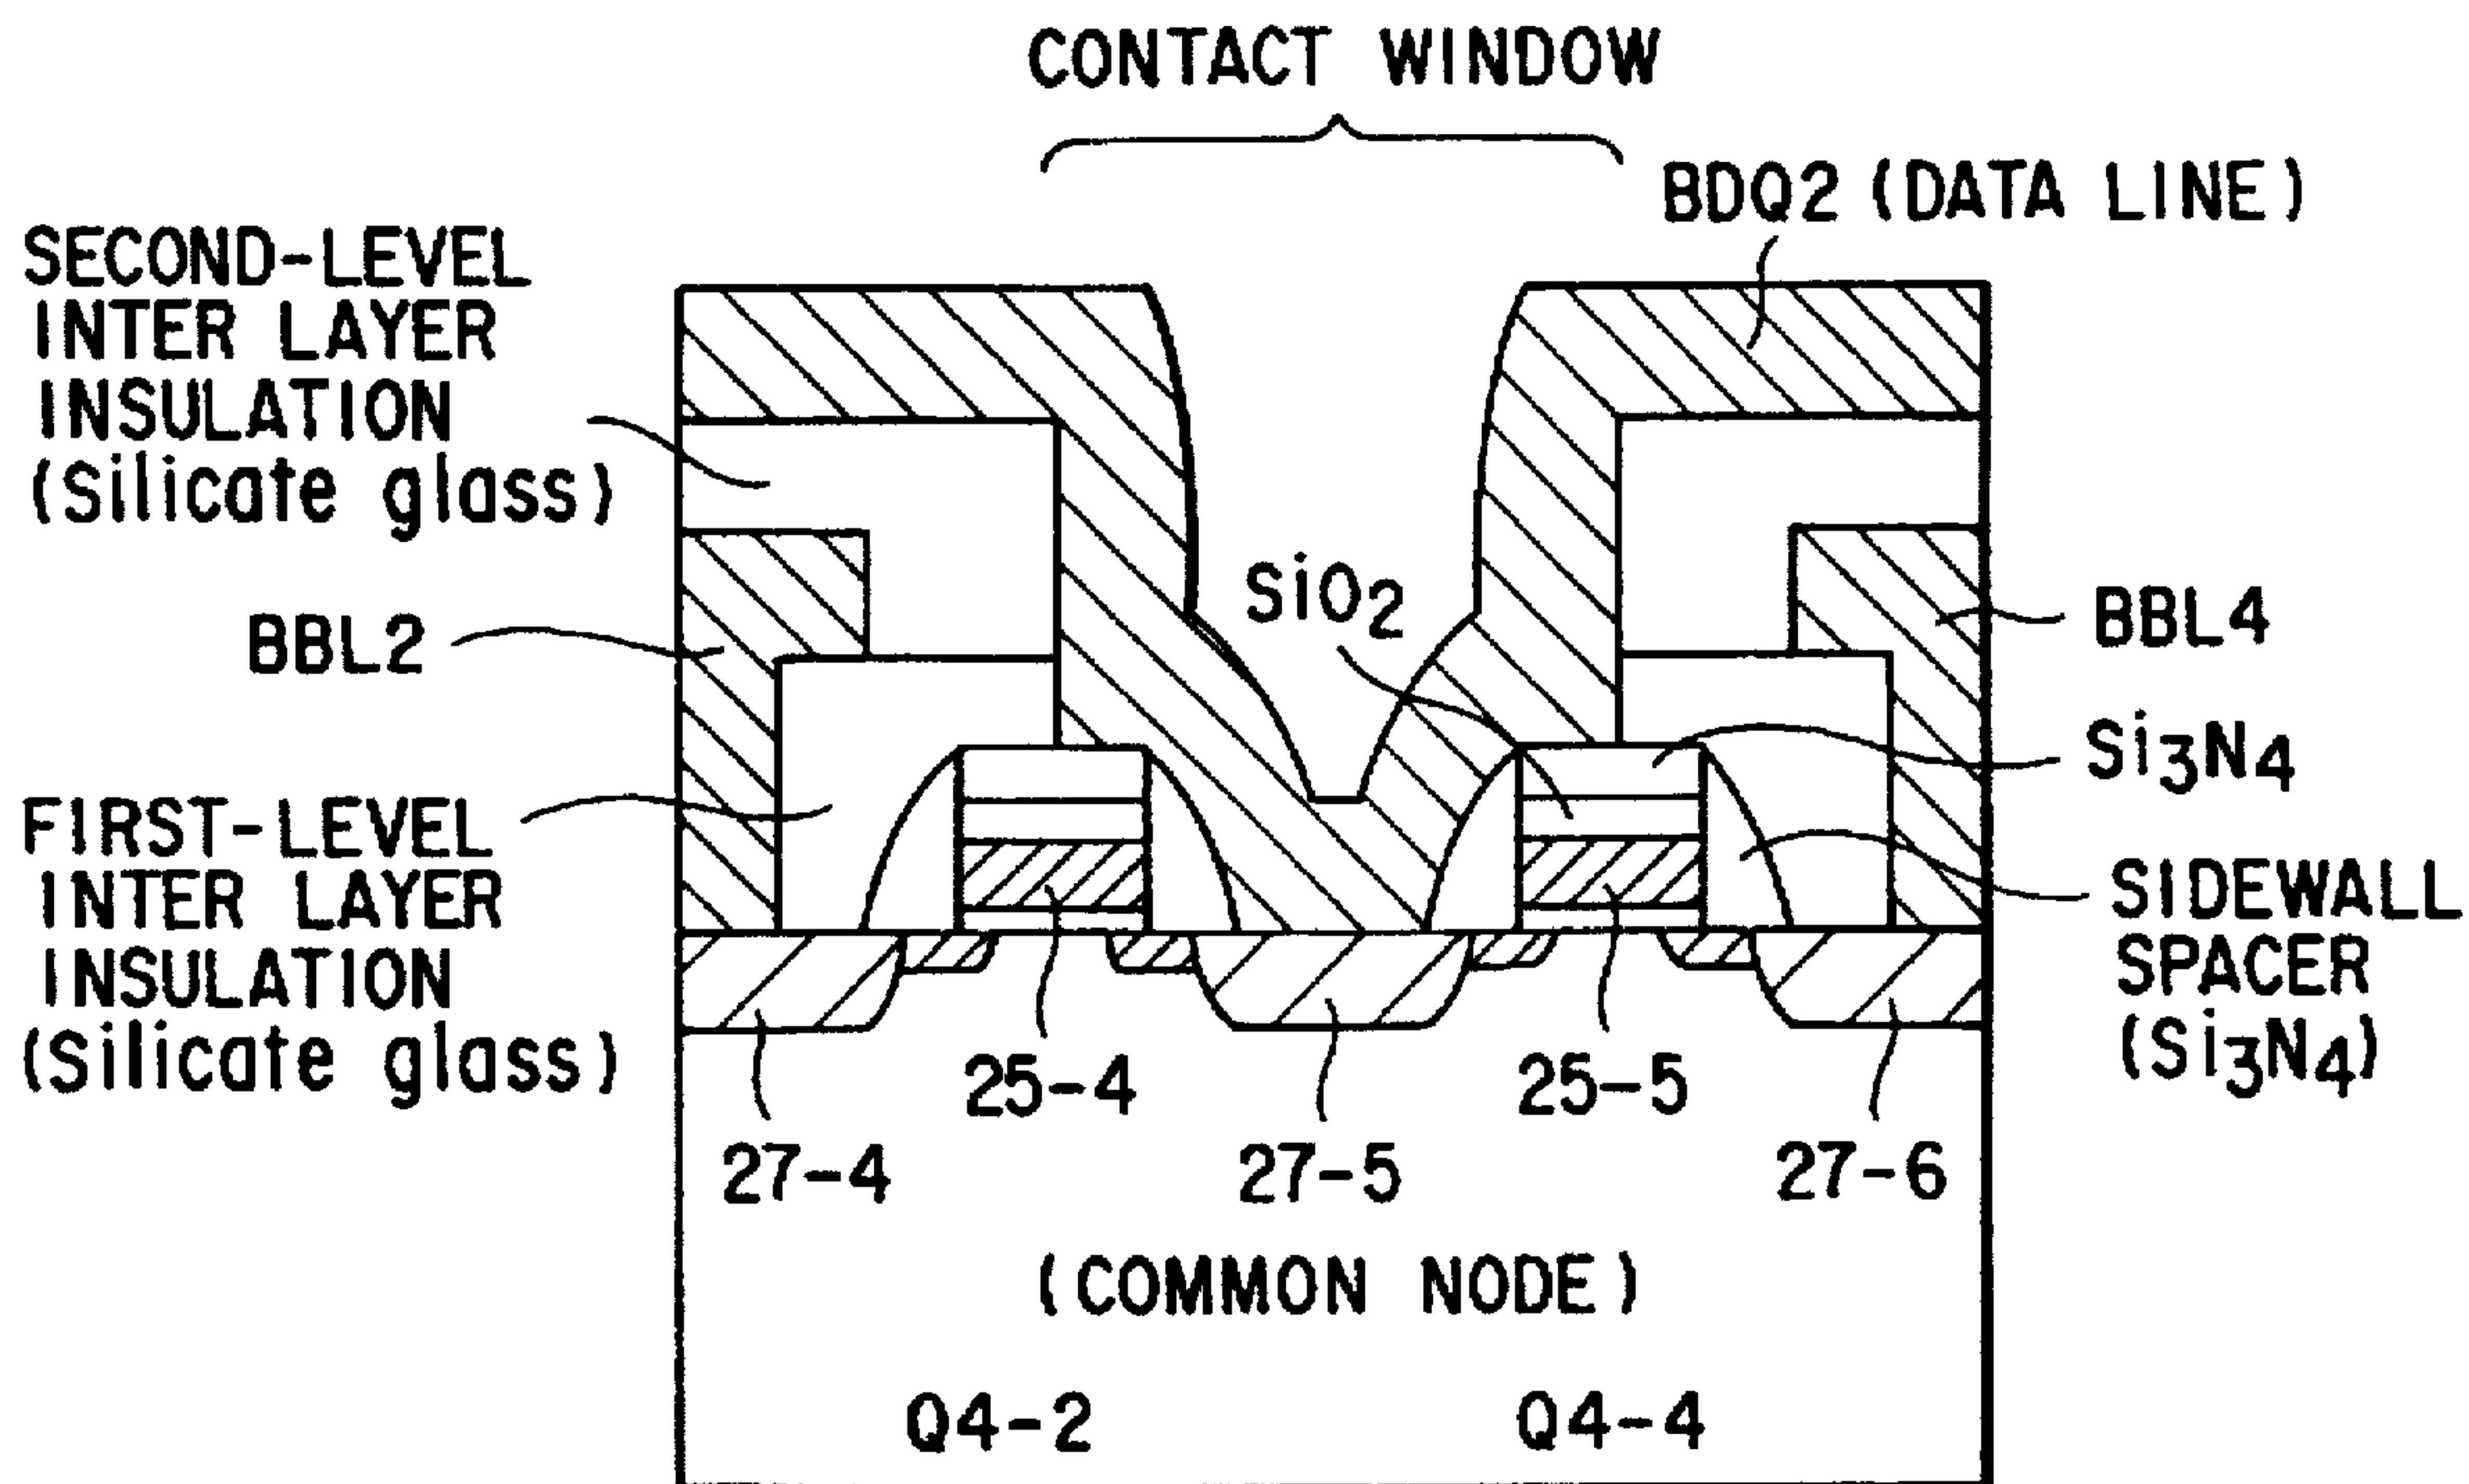 CONTACT WINDOW
BDQ2 (DATA LINE)
SECOND-LEVEL
INTER LAYER
INSULATION
(Silicate glass)
SiO2
BBL2
BBL4
Si3N4
FIRST-LEVEL
INTER LAYER
INSULATION
(Silicate glass)
SIDEWALL
SPACER
(Si3N4)
25-4
25-5
27-4
27-5
27-6
(COMMON NODE)
Q4-2
Q4-4